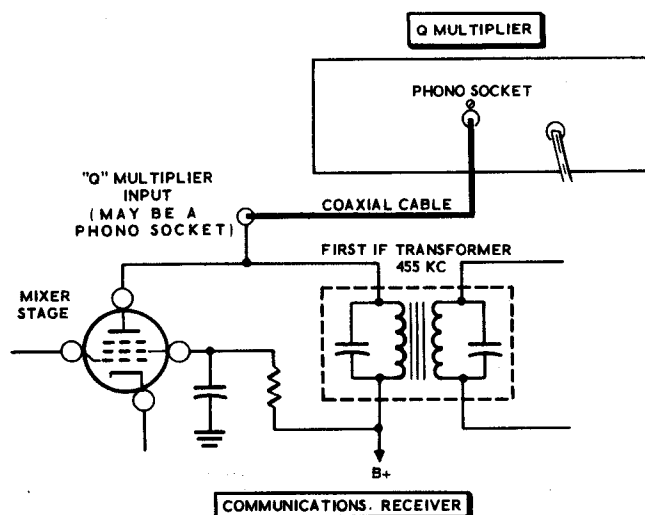 Q MULTIPLIER
PHONO SOCKET
"Q" MULTIPLIER
INPUT
(MAY BE A
PHONO SOCKET)
COAXIAL CABLE
FIRST IF TRANSFORMER
455 KC
MIXER
STAGE
B+
COMMUNICATIONS. RECEIVER